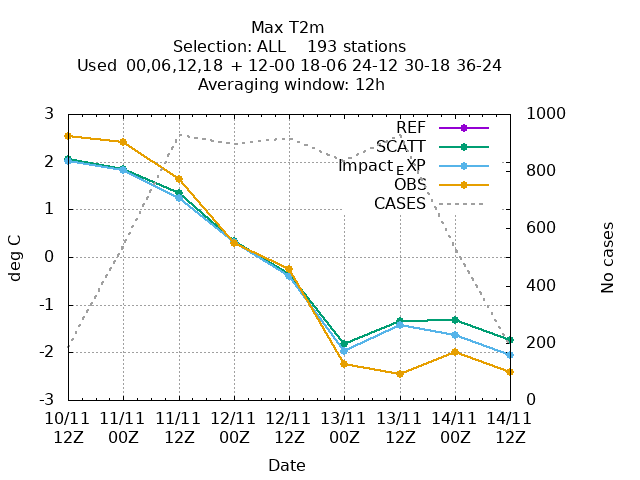 Max T2m
Selection: ALL    193 stations
Used  00,06,12,18 + 12-00 18-06 24-12 30-18 36-24
Averaging window: 12h
REF
SCATT
Impact_EXP
OBS
CASES
3
2
1
0
-1
-2
-3
deg C
1000
800
600
400
200
0
No cases
10/11 12Z
11/11 00Z
11/11 12Z
12/11 00Z
12/11 12Z
13/11 00Z
13/11 12Z
14/11 00Z
14/11 12Z
Date